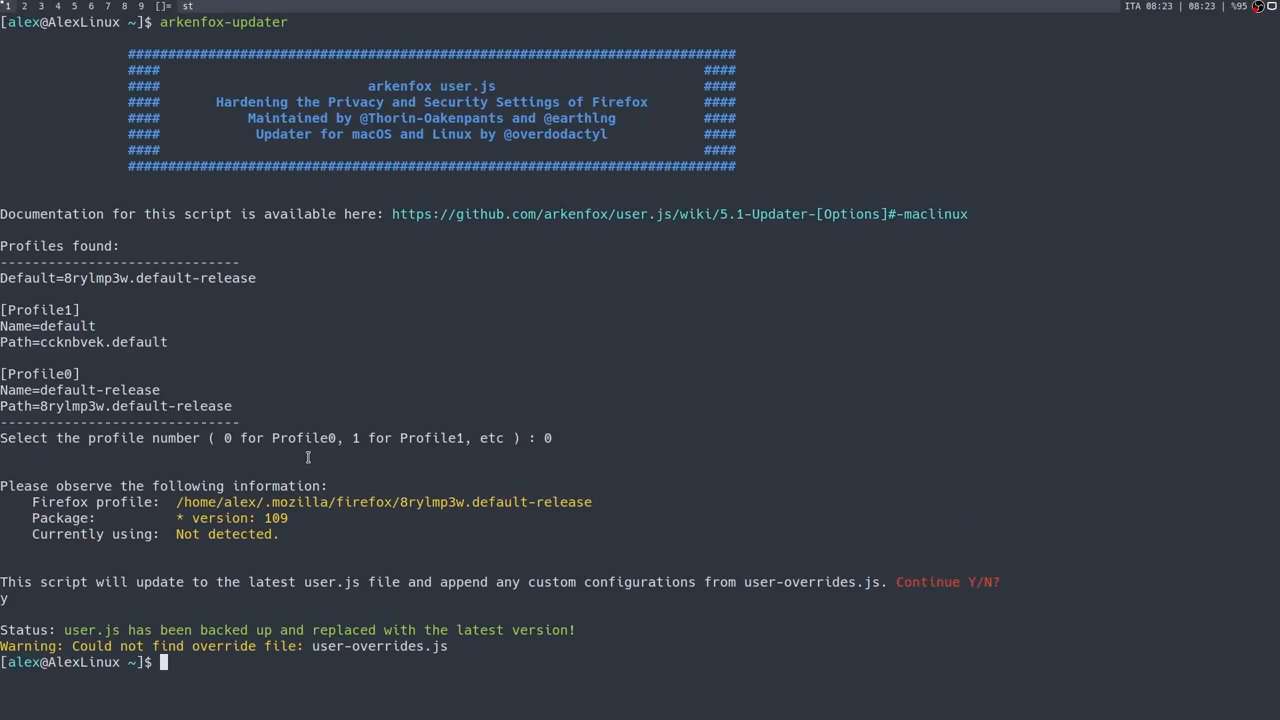 1 2 3 4 5 6 7 8 9 []= st ITA 08:23 | 08:23 | %95
[alex@AlexLinux ~]$ arkenfox-updater
############################################################################
#### ####
#### arkenfox user.js ####
#### Hardening the Privacy and Security Settings of Firefox ####
#### Maintained by @Thorin-Oakenpants and @earthlng ####
#### Updater for macOS and Linux by @overdodactyl ####
#### ####
############################################################################
Documentation for this script is available here: https://github.com/arkenfox/user.js/wiki/5.1-Updater-[Options]#-maclinux
Profiles found:
------------------------------
Default=8rylmp3w.default-release
[Profile1]
Name=default
Path=ccknbvek.default
[Profile0]
Name=default-release
Path=8rylmp3w.default-release
------------------------------
Select the profile number ( 0 for Profile0, 1 for Profile1, etc ) : 0
Please observe the following information:
Firefox profile: /home/alex/.mozilla/firefox/8rylmp3w.default-release
Package: * version: 109
Currently using: Not detected.
This script will update to the latest user.js file and append any custom configurations from user-overrides.js. Continue Y/N?
y
Status: user.js has been backed up and replaced with the latest version!
Warning: Could not find override file: user-overrides.js
[alex@AlexLinux ~]$